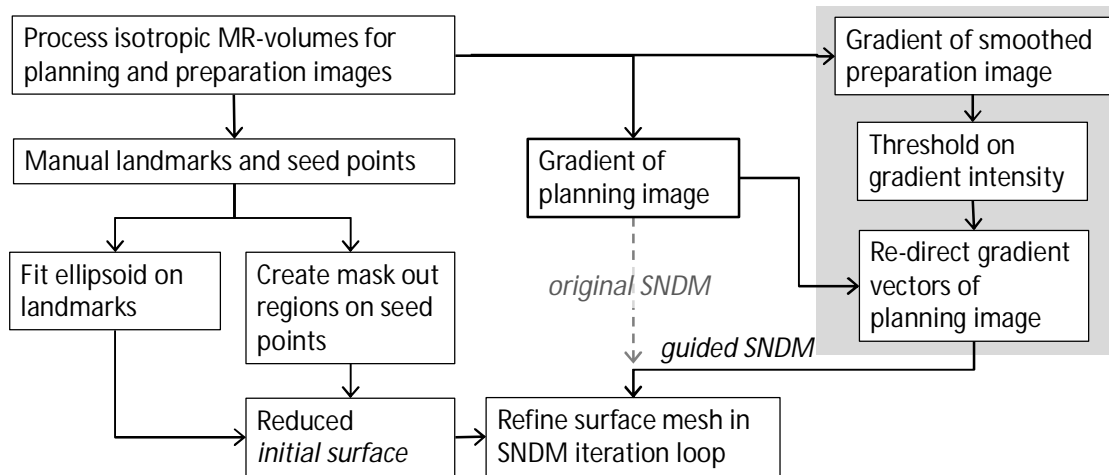 Process isotropic MR-volumes for
planning and preparation images
Gradient of smoothed
preparation image
Manual landmarks and seed points
Gradient of
planning image
Threshold on
gradient intensity
Fit ellipsoid on
landmarks
Create mask out
regions on seed
points
original SNDM
Re-direct gradient
vectors of
planning image
guided SNDM
Reduced
initial surface
Refine surface mesh in
SNDM iteration loop